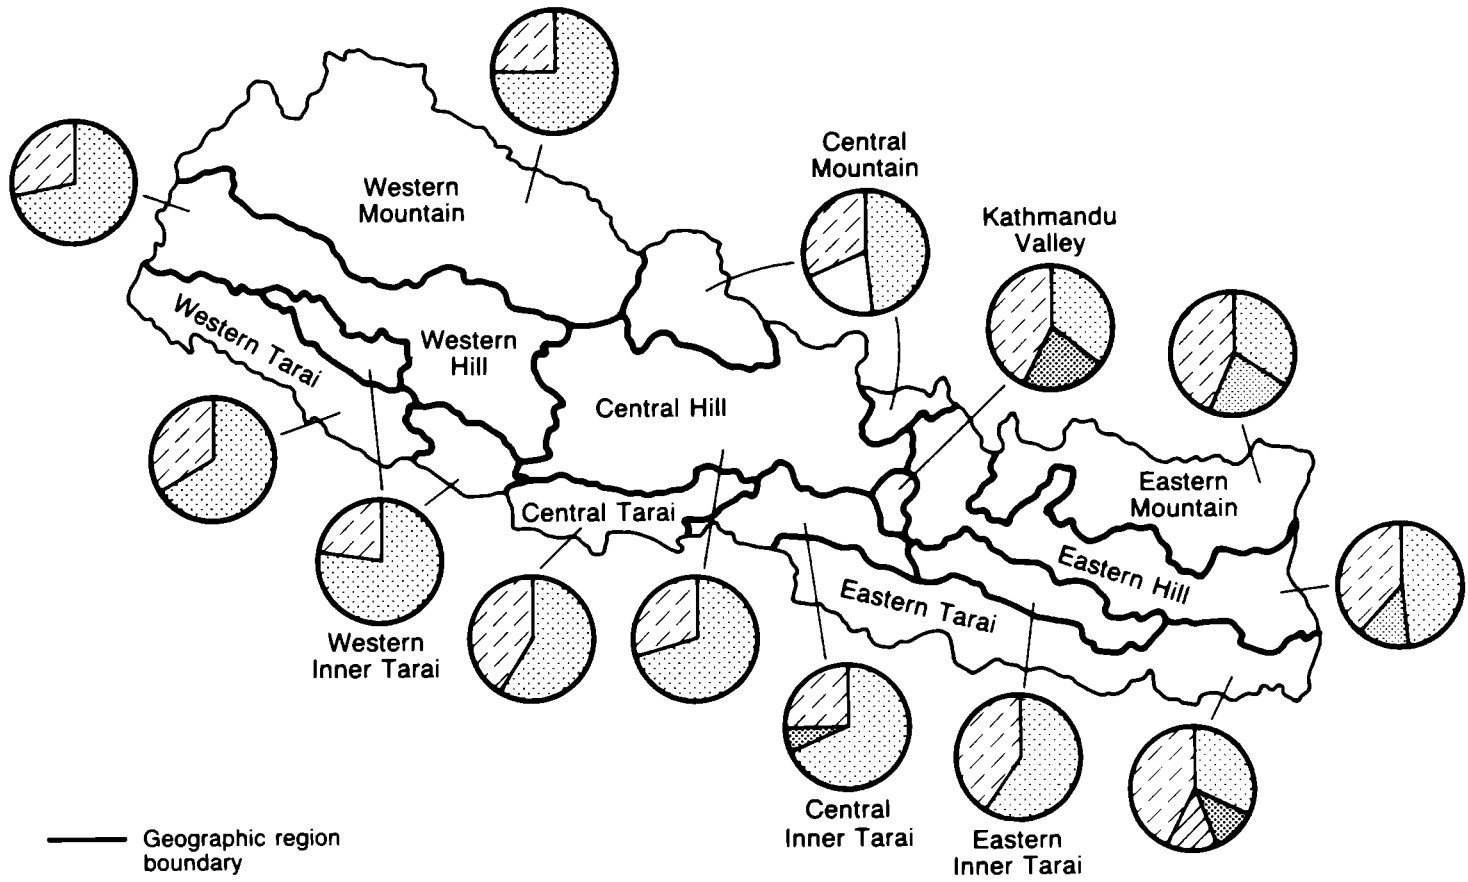 Central
Mountain
Western
Mountain
Kathmandu
Valley
Western Tarai
Western
Hill
Central Hill
Eastern
Mountain
Central Tarai
Eastern Hill
Eastern Tarai
Western
Inner Tarai
Central
Inner Tarai
Eastern
Inner Tarai
Geographic region
boundary